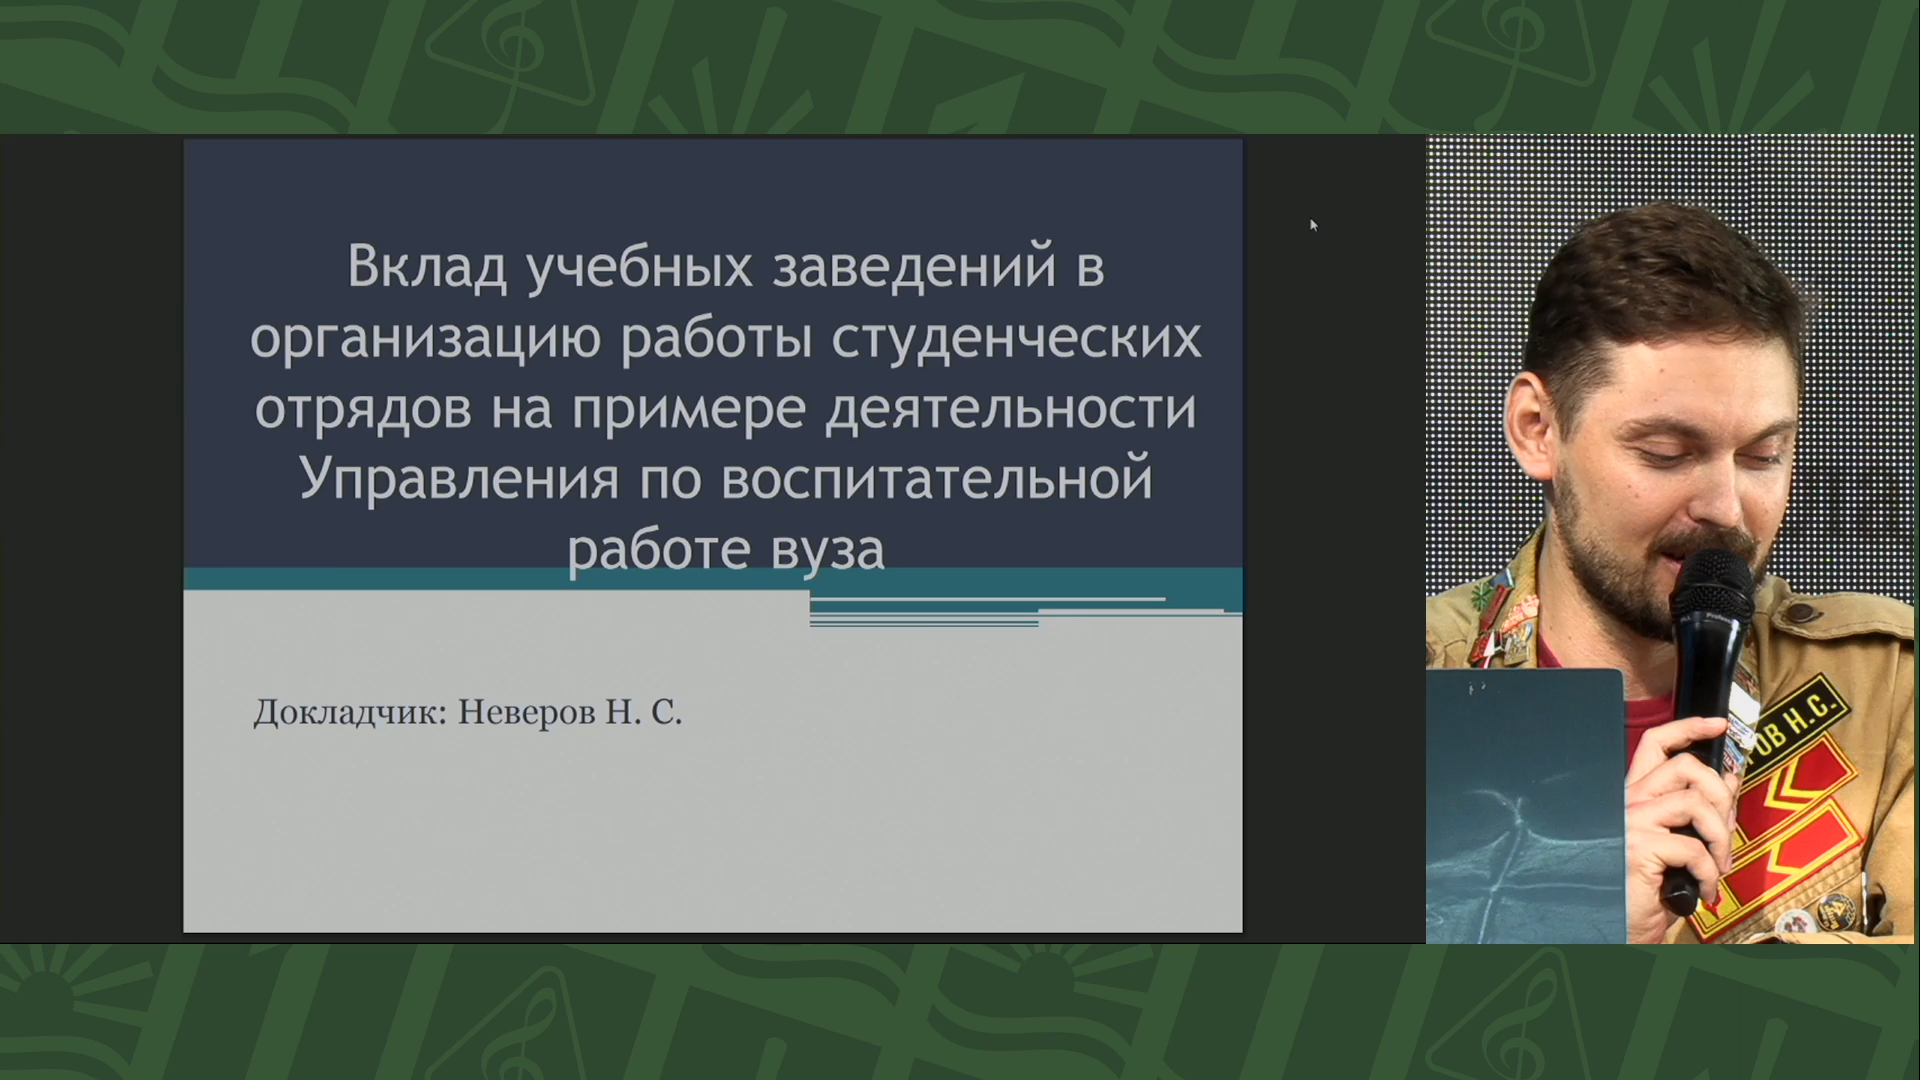 Вклад учебных заведений в
организацию работы студенческих
отрядов на примере деятельности
Управления по воспитательной
работе вуза
Докладчик: Неверов Н. С.
ОВ Н.С.